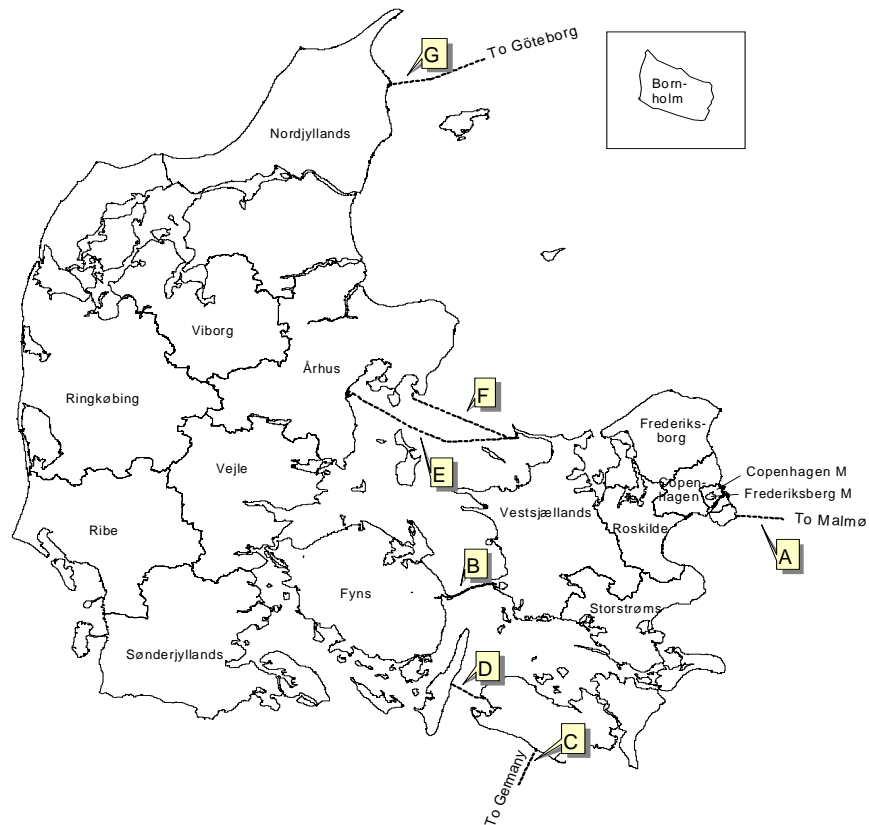 To Göteborg
G
Born-
holm
Nordjyllands
Viborg
Århus
F
Ringkøbing
Frederiks-
borg
E
Vejle
Copenhagen M
Copen
hagen
Frederiksberg M
Vestsjællands
To Malmø
Roskilde
Ribe
A
B
Fyns
Storstrøms
Sønderjyllands
D
C
To Germany